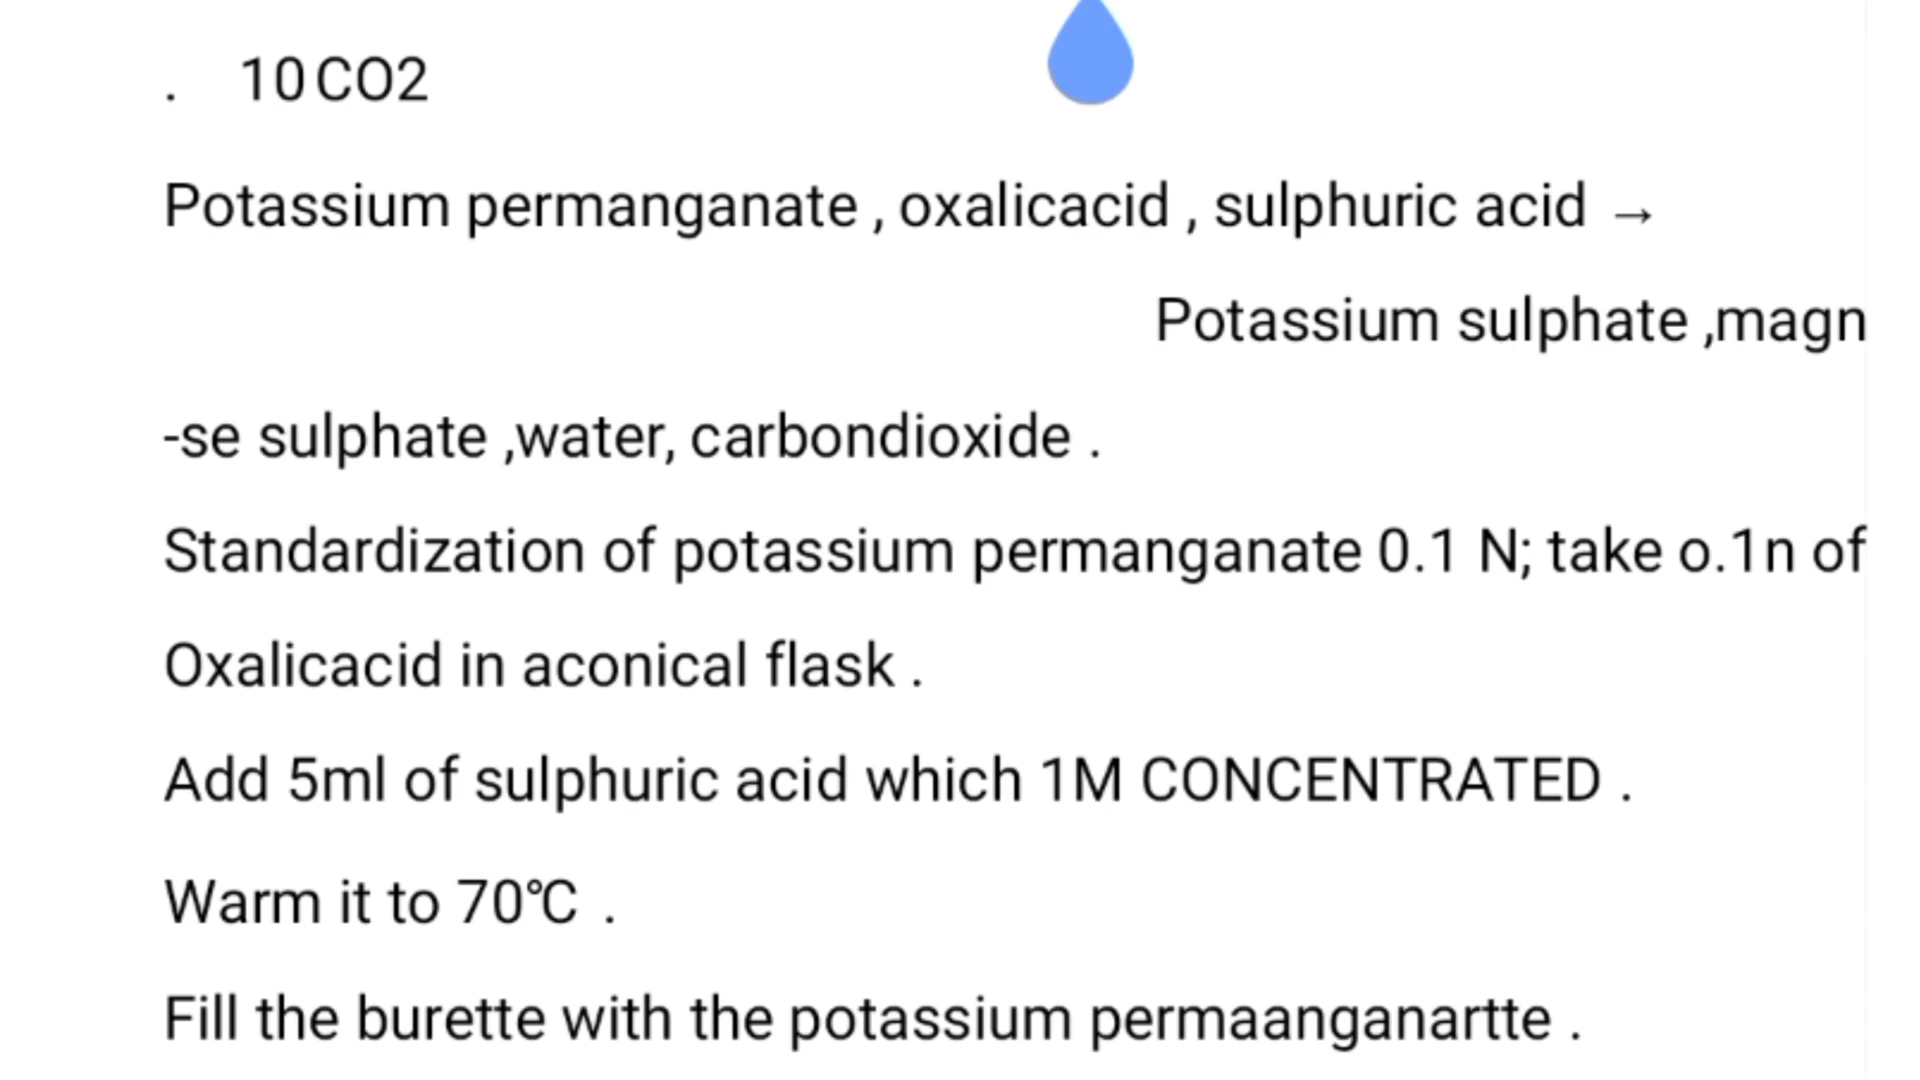 . 10 CO2
Potassium permanganate , oxalicacid , sulphuric acid →
Potassium sulphate ,magn
-se sulphate ,water, carbondioxide .
Standardization of potassium permanganate 0.1 N; take o.1n of
Oxalicacid in aconical flask .
Add 5ml of sulphuric acid which 1M CONCENTRATED .
Warm it to 70℃ .
Fill the burette with the potassium permaanganartte .